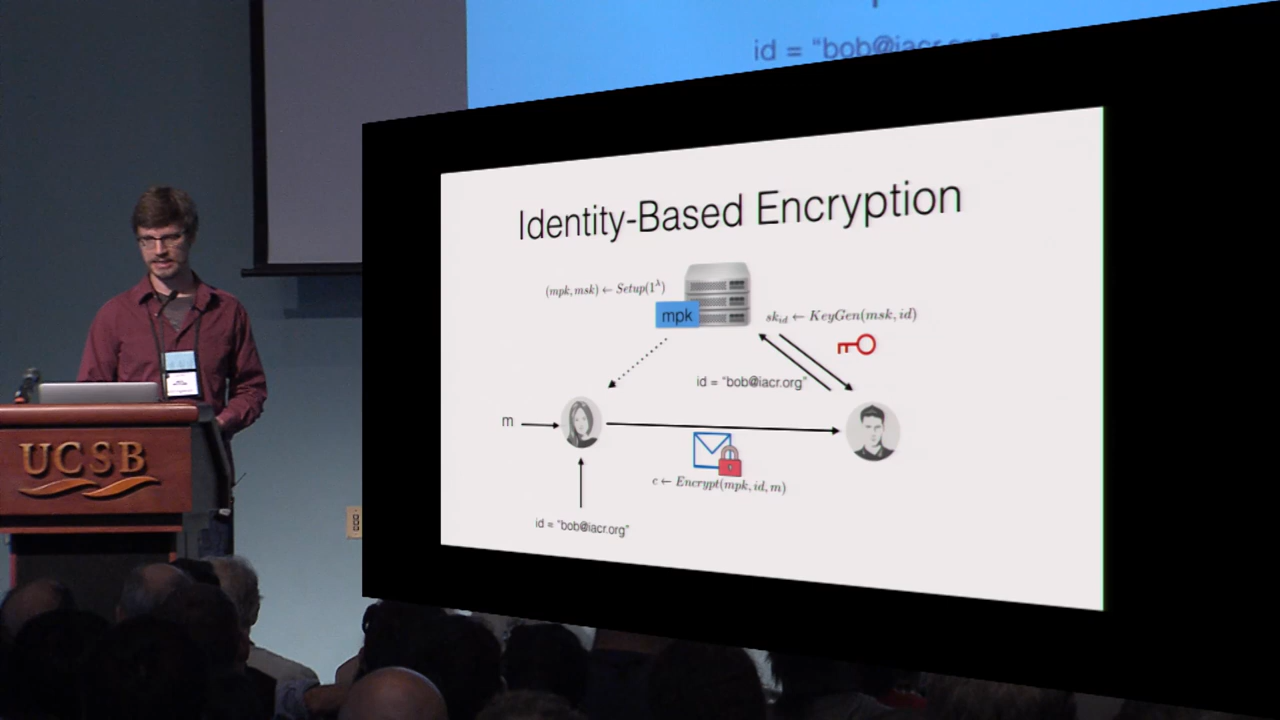 id = "bob@iacr.org"
Identity-Based Encryption
(mpk, msk) ← Setup(1^λ)
mpk
sk_id ← KeyGen(msk, id)
id = "bob@iacr.org"
m
c ← Encrypt(mpk, id, m)
id = "bob@iacr.org"
UCSB